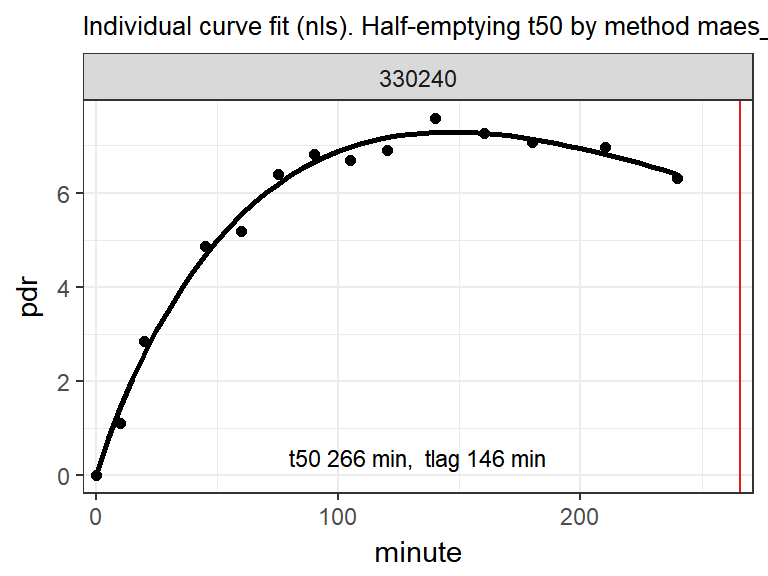 Individual curve fit (nls). Half-emptying t50 by method maes_
330240
pdr
6
4
2
0
t50 266 min, tlag 146 min
0 100 200
minute